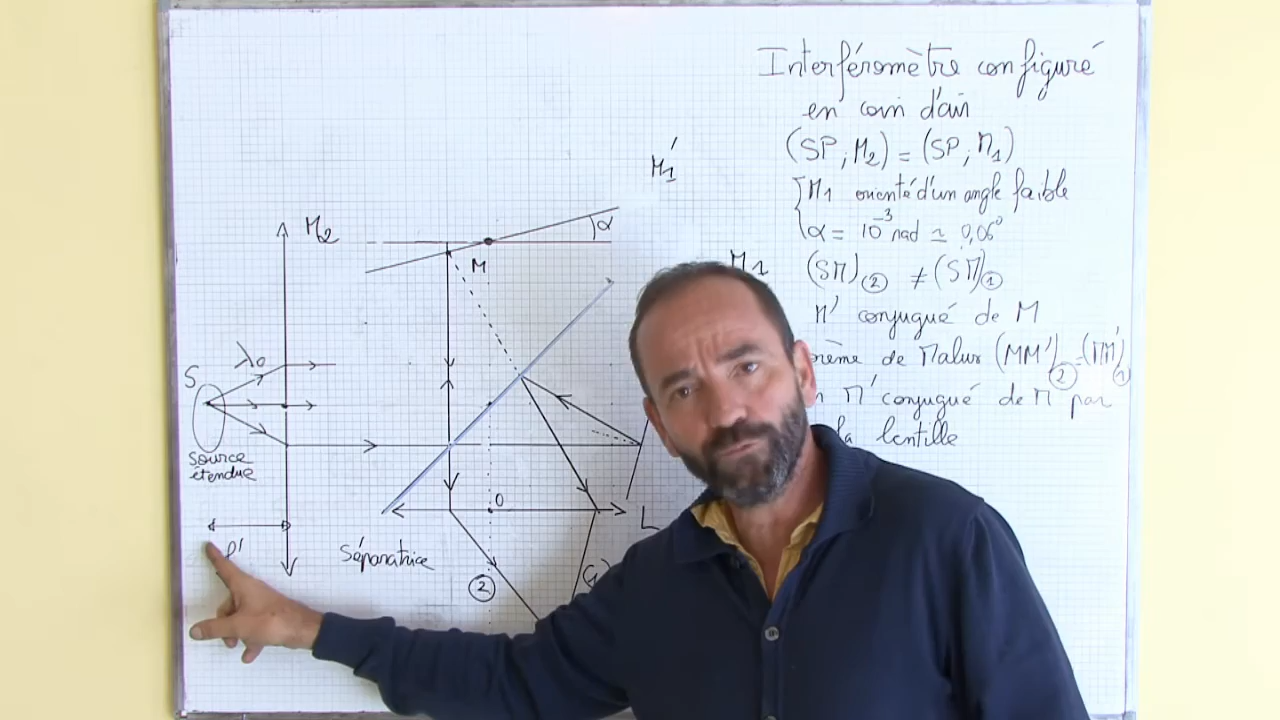 Interféromètre configuré
en coin d'air
(SP, M₂) = (SP, M₁)
M₁ orienté d'un angle faible
α = 10⁻³ rad ≃ 0,06°
(SM)② ≠ (SM)①
M' conjugué de M
de Malus (MM')② = (MM')①
M' conjugué de M par
la lentille
M₁'
M₂
α
M
M₁
λ₀
S
source
étendue
O
L
f'
Séparatrice
②